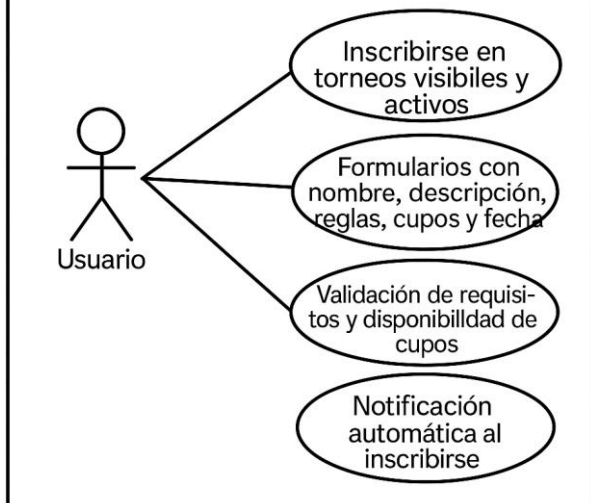 Inscribirse en
torneos visibiles y
activos
Formularios con
nombre, descripción,
reglas, cupos y fecha
Usuario
Validación de requisi-
tos y disponibilldad de
cupos
Notificación
automática al
inscribirse